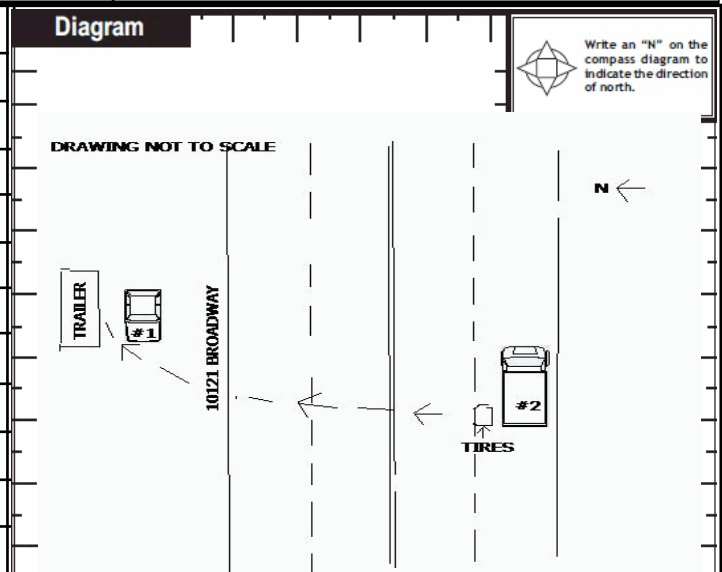 Diagram
Write an "N" on the
compass diagram to
indicate the direction
of north.
DRAWING NOT TO SCALE
N
TRAILER
#1
10121 BROADWAY
#2
TIRES